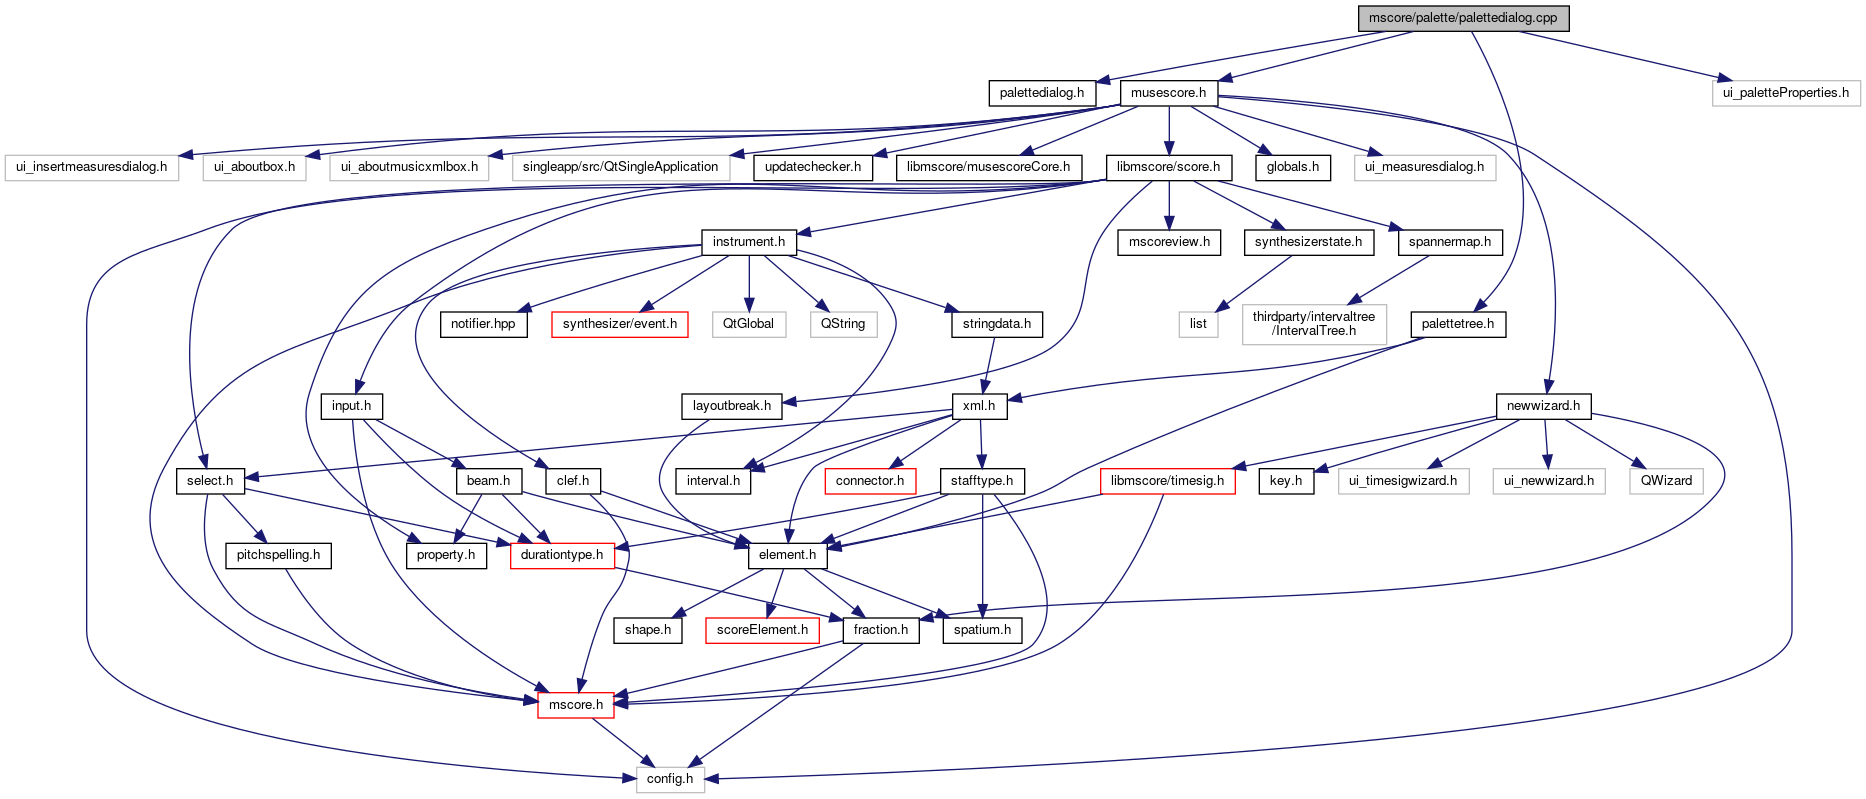 mscore/palette/palettedialog.cpp
palettedialog.h
musescore.h
ui_paletteProperties.h
ui_insertmeasuresdialog.h
ui_aboutbox.h
ui_aboutmusicxmlbox.h
singleapp/src/QtSingleApplication
updatechecker.h
libmscore/musescoreCore.h
libmscore/score.h
globals.h
ui_measuresdialog.h
instrument.h
mscoreview.h
synthesizerstate.h
spannermap.h
notifier.hpp
synthesizer/event.h
QtGlobal
QString
stringdata.h
list
thirdparty/intervaltree
/IntervalTree.h
palettetree.h
input.h
layoutbreak.h
xml.h
newwizard.h
select.h
beam.h
clef.h
interval.h
connector.h
stafftype.h
libmscore/timesig.h
key.h
ui_timesigwizard.h
ui_newwizard.h
QWizard
pitchspelling.h
property.h
durationtype.h
element.h
shape.h
scoreElement.h
fraction.h
spatium.h
mscore.h
config.h